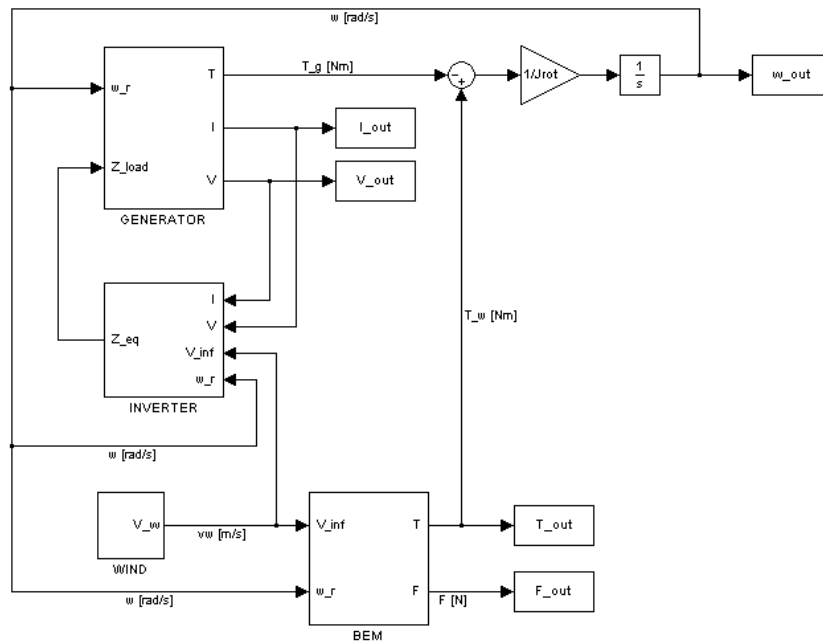 w [rad/s]
T
T_g [Nm]
-
+
1/Jrot
1
s
w_out
w_r
I
I_out
Z_load
V
V_out
GENERATOR
I
V
Z_eq
V_inf
w_r
INVERTER
T_w [Nm]
w [rad/s]
V_w
vw [m/s]
WIND
V_inf
T
T_out
w_r
F
F [N]
F_out
w [rad/s]
BEM